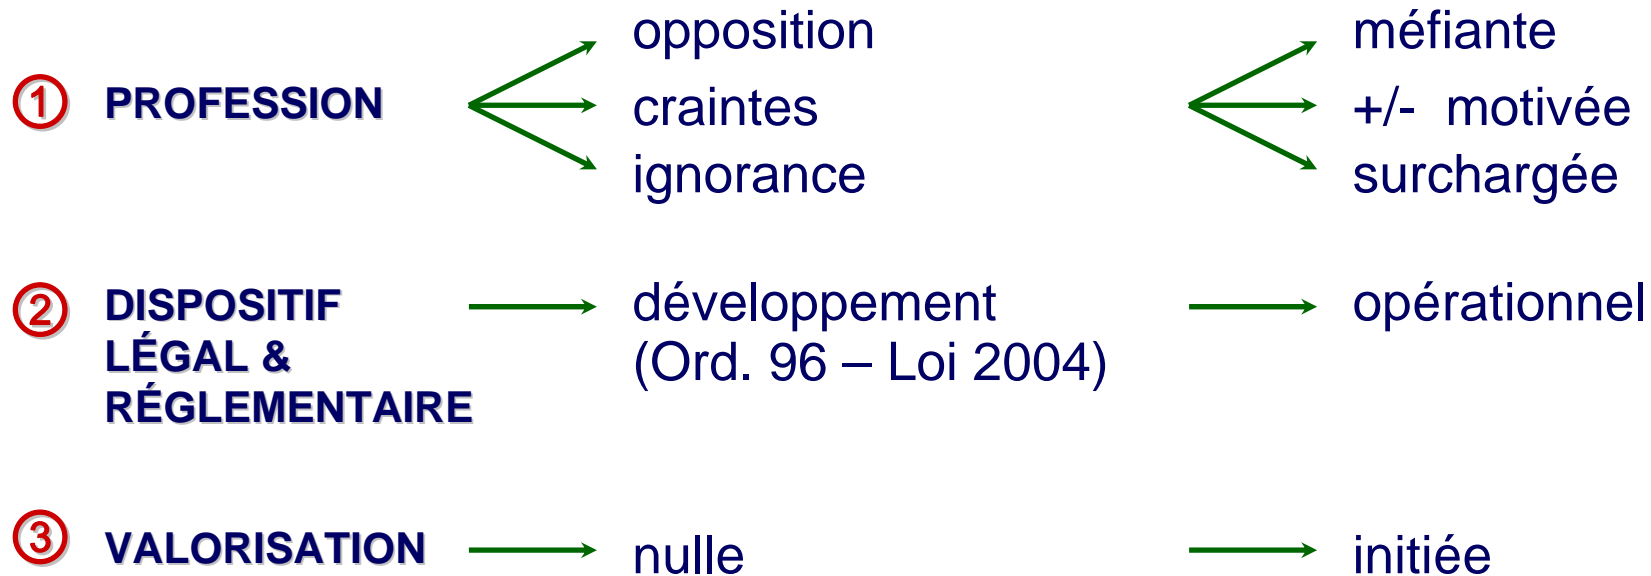 ① PROFESSION
opposition
craintes
ignorance
méfiante
+/- motivée
surchargée
② DISPOSITIF
LÉGAL &
RÉGLEMENTAIRE
développement
(Ord. 96 – Loi 2004)
opérationnel
③ VALORISATION
nulle
initiée